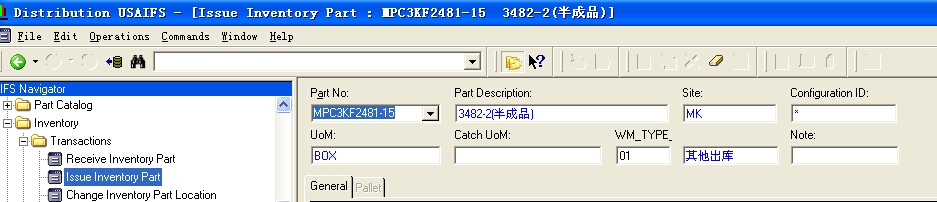 Distribution USAIFS - [Issue Inventory Part : MPC3KF2481-15 3482-2(半成品)]
File Edit Operations Commands Window Help
IFS Navigator
Part Catalog
Inventory
Transactions
Receive Inventory Part
Issue Inventory Part
Change Inventory Part Location
Part No: Part Description: Site: Configuration ID:
MPC3KF2481-15 3482-2(半成品) MK *
UoM: Catch UoM: WM_TYPE_ Note:
BOX 01 其他出库
General Pallet